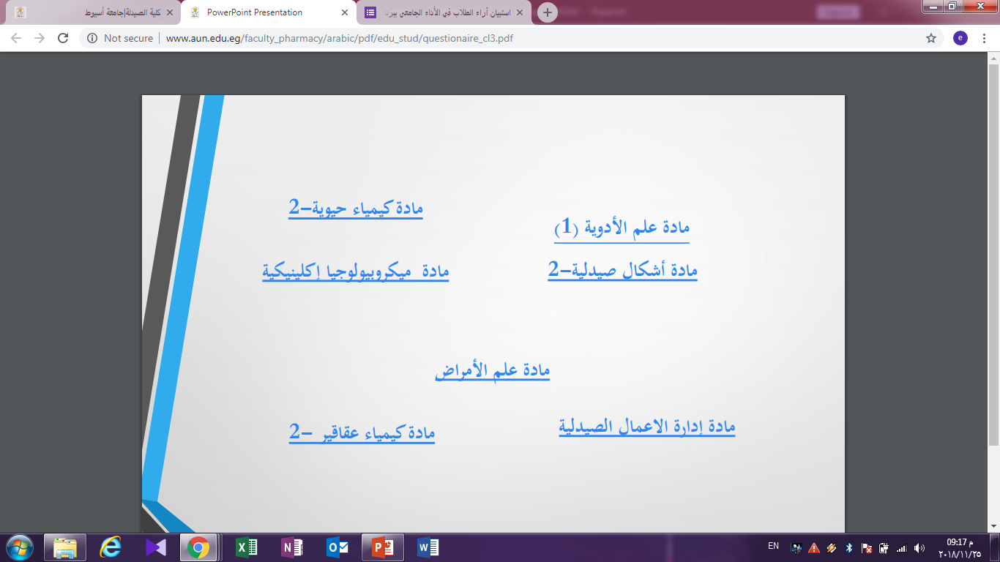 كلية الصيدلة|جامعة أسيوط
PowerPoint Presentation
استبيان آراء الطلاب في الأداء الجامعي ببرنا
Not secure
www.aun.edu.eg/faculty_pharmacy/arabic/pdf/edu_stud/questionaire_cl3.pdf
e
مادة كيمياء حيوية-2
مادة علم الأدوية (1)
مادة ميكروبيولوجيا إكلينيكية
مادة أشكال صيدلية-2
مادة علم الأمراض
مادة إدارة الاعمال الصيدلية
مادة كيمياء عقاقير -2
EN
09:17 م
٢٠١٨/١١/٢٥